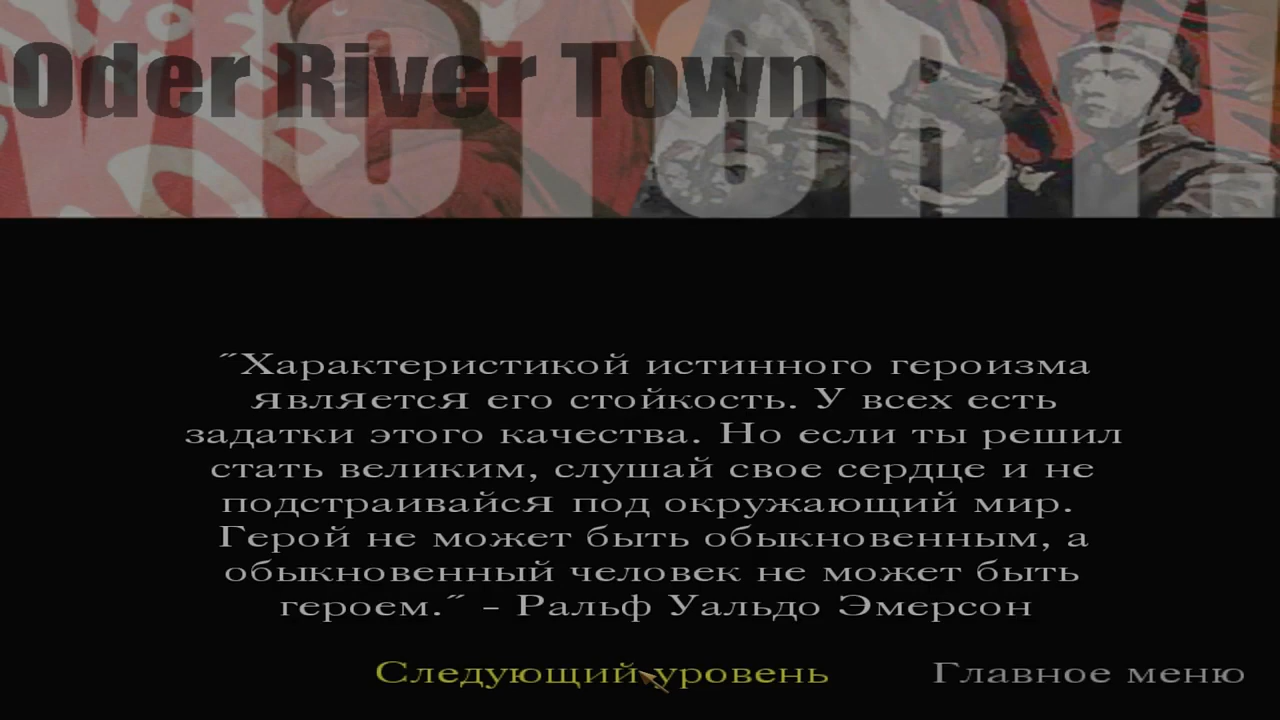 VICTORY.
Oder River Town
"Характеристикой истинного героизма
является его стойкость. У всех есть
задатки этого качества. Но если ты решил
стать великим, слушай свое сердце и не
подстраивайся под окружающий мир.
Герой не может быть обыкновенным, а
обыкновенный человек не может быть
героем." – Ральф Уальдо Эмерсон
Следующий уровень
Главное меню